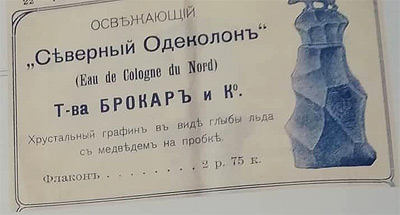 ОСВѢЖАЮЩІЙ
„Сѣверный Одеколонъ“
(Eau de Cologne du Nord)
Т-ва БРОКАРЪ и Кº.
Хрустальный графинъ въ видѣ глыбы льда
съ медвѣдемъ на пробкѣ.
Флаконъ . . . . . . . . 2 р. 75 к.